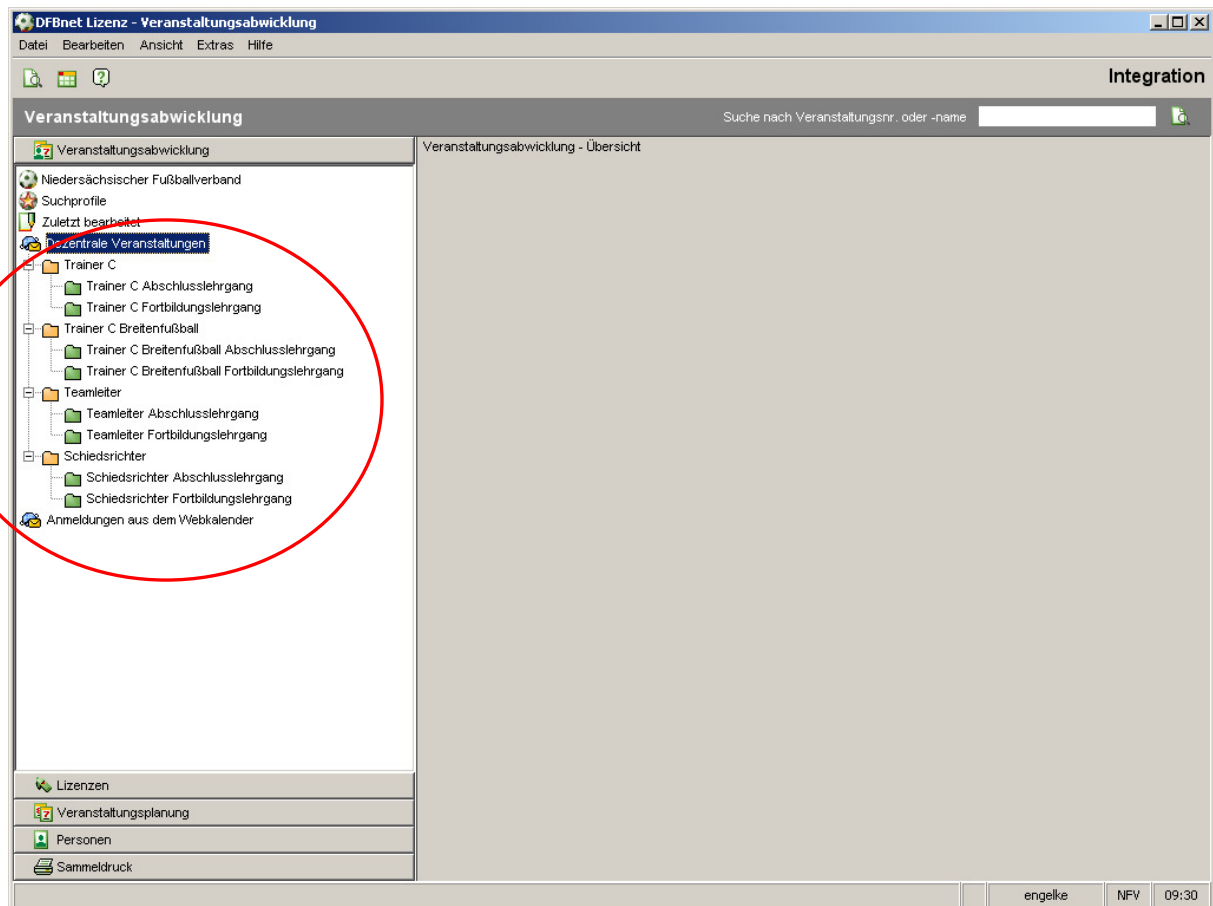 DFBnet Lizenz - Veranstaltungsabwicklung
Datei Bearbeiten Ansicht Extras Hilfe
Integration
Veranstaltungsabwicklung
Suche nach Veranstaltungsnr. oder -name
Veranstaltungsabwicklung
Veranstaltungsabwicklung - Übersicht
Niedersächsischer Fußballverband
Suchprofile
Zuletzt bearbeitet
Dezentrale Veranstaltungen
Trainer C
Trainer C Abschlusslehrgang
Trainer C Fortbildungslehrgang
Trainer C Breitenfußball
Trainer C Breitenfußball Abschlusslehrgang
Trainer C Breitenfußball Fortbildungslehrgang
Teamleiter
Teamleiter Abschlusslehrgang
Teamleiter Fortbildungslehrgang
Schiedsrichter
Schiedsrichter Abschlusslehrgang
Schiedsrichter Fortbildungslehrgang
Anmeldungen aus dem Webkalender
Lizenzen
Veranstaltungsplanung
Personen
Sammeldruck
engelke NFV 09:30